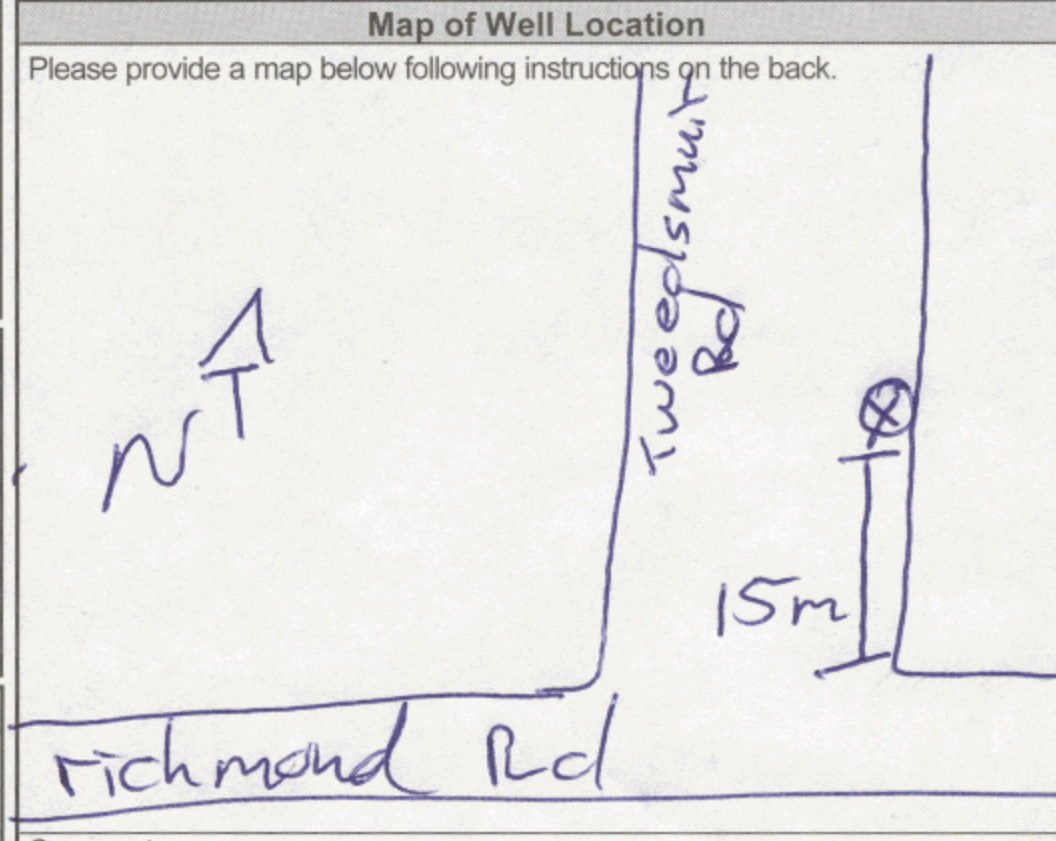 Map of Well Location
Please provide a map below following instructions on the back.
Tweedsmuir
Rd
N
15m
richmond Rd